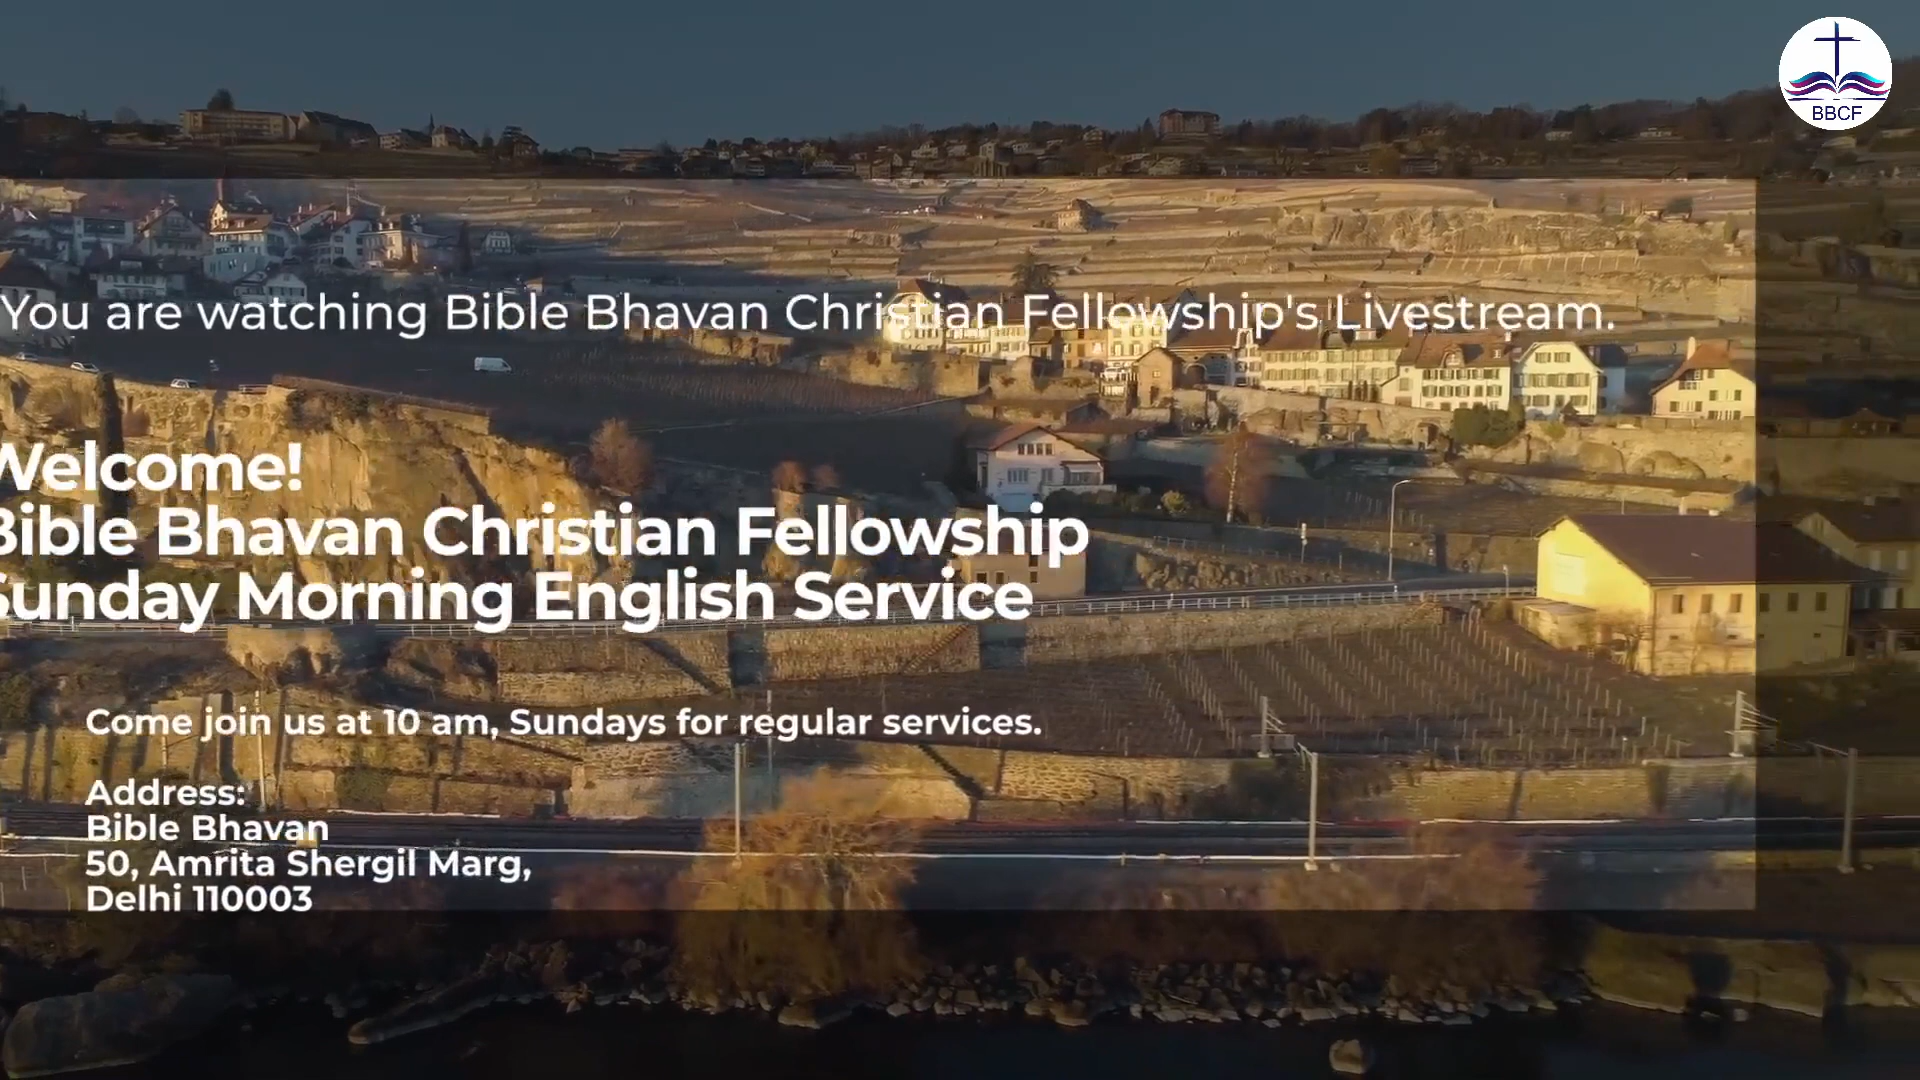 BBCF
You are watching Bible Bhavan Christian Fellowship's Livestream.
Welcome!
Bible Bhavan Christian Fellowship
Sunday Morning English Service
Come join us at 10 am, Sundays for regular services.
Address:
Bible Bhavan
50, Amrita Shergil Marg,
Delhi 110003